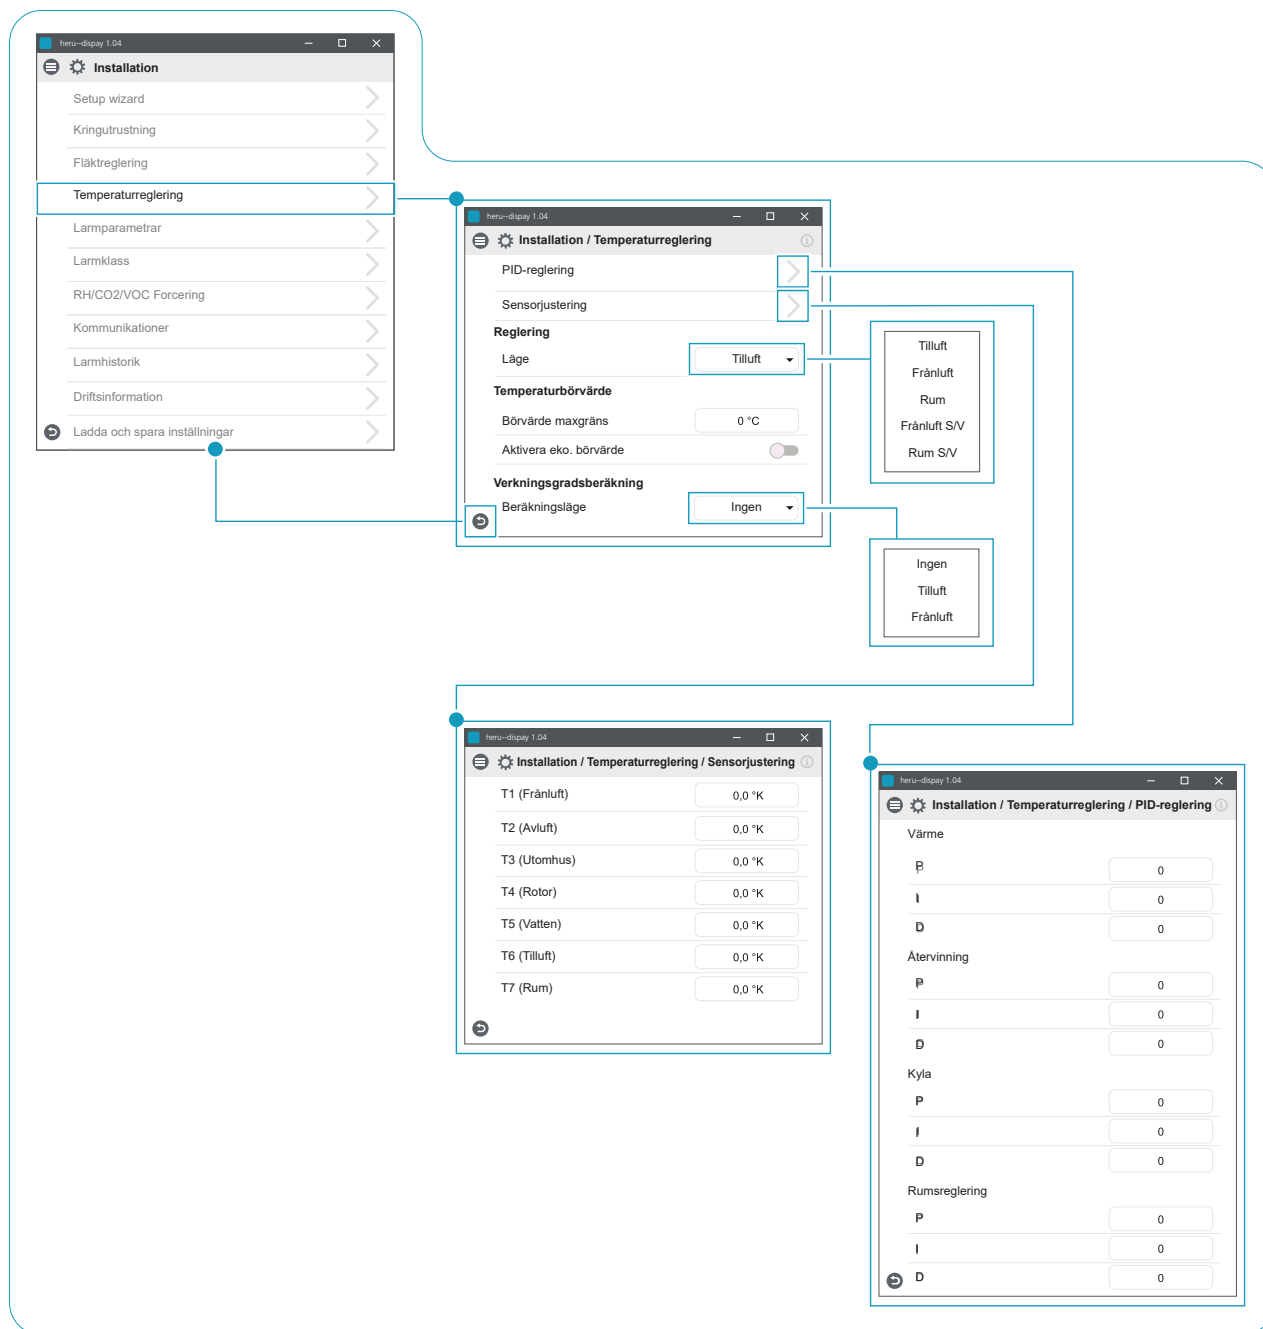 heru--dispay 1.04
Installation
Setup wizard
Kringutrustning
Fläktreglering
Temperaturreglering
Larmparametrar
Larmklass
RH/CO2/VOC Forcering
Kommunikationer
Larmhistorik
Driftsinformation
Ladda och spara inställningar
heru--dispay 1.04
Installation / Temperaturreglering
PID-reglering
Sensorjustering
Reglering
Läge Tilluft
Temperaturbörvärde
Börvärde maxgräns 0 °C
Aktivera eko. börvärde
Verkningsgradsberäkning
Beräkningsläge Ingen
Tilluft
Frånluft
Rum
Frånluft S/V
Rum S/V
Ingen
Tilluft
Frånluft
heru--dispay 1.04
Installation / Temperaturreglering / Sensorjustering
T1 (Frånluft) 0,0 °K
T2 (Avluft) 0,0 °K
T3 (Utomhus) 0,0 °K
T4 (Rotor) 0,0 °K
T5 (Vatten) 0,0 °K
T6 (Tilluft) 0,0 °K
T7 (Rum) 0,0 °K
heru--dispay 1.04
Installation / Temperaturreglering / PID-reglering
Värme
P 0
I 0
D 0
Återvinning
P 0
I 0
D 0
Kyla
P 0
I 0
D 0
Rumsreglering
P 0
I 0
D 0